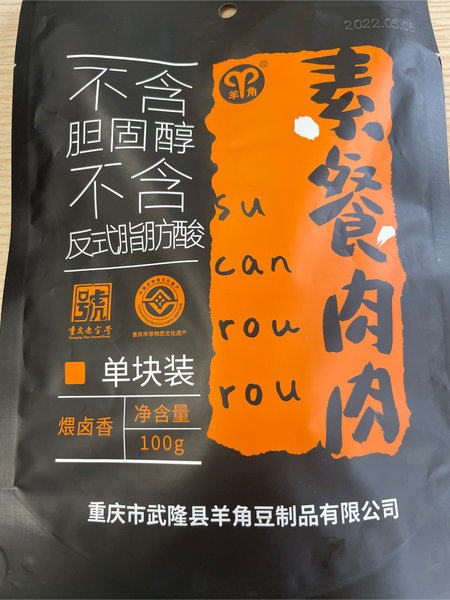 2022.05.08
不含
胆固醇
不含
反式脂肪酸
羊角®
素餐肉肉
su
can
rou
rou
重庆老字号
重庆市非物质文化遗产
单块装
煨卤香
净含量
100g
重庆市武隆县羊角豆制品有限公司